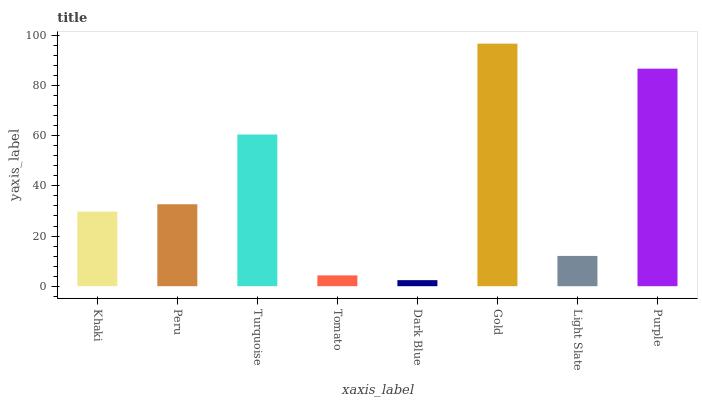 title
100
80
60
40
20
0
yaxis_label
Khaki
Peru
Turquoise
Tomato
Dark Blue
Gold
Light Slate
Purple
xaxis_label